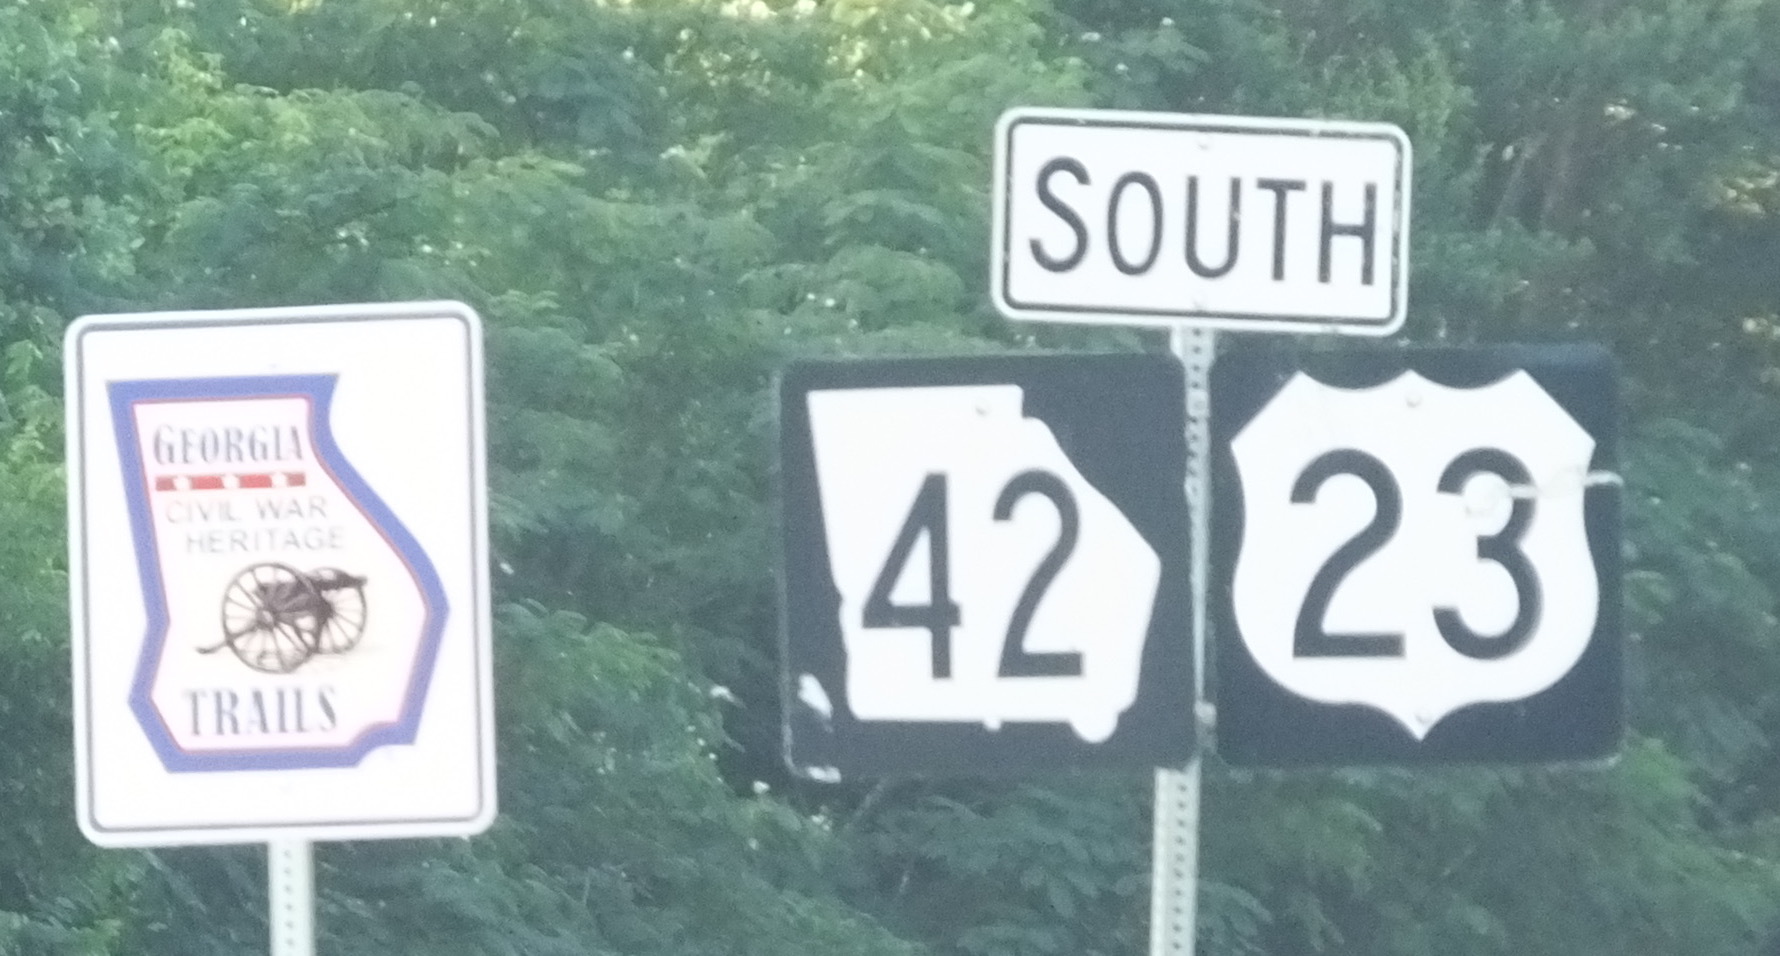 GEORGIA
CIVIL WAR
HERITAGE
TRAILS
SOUTH
42
23